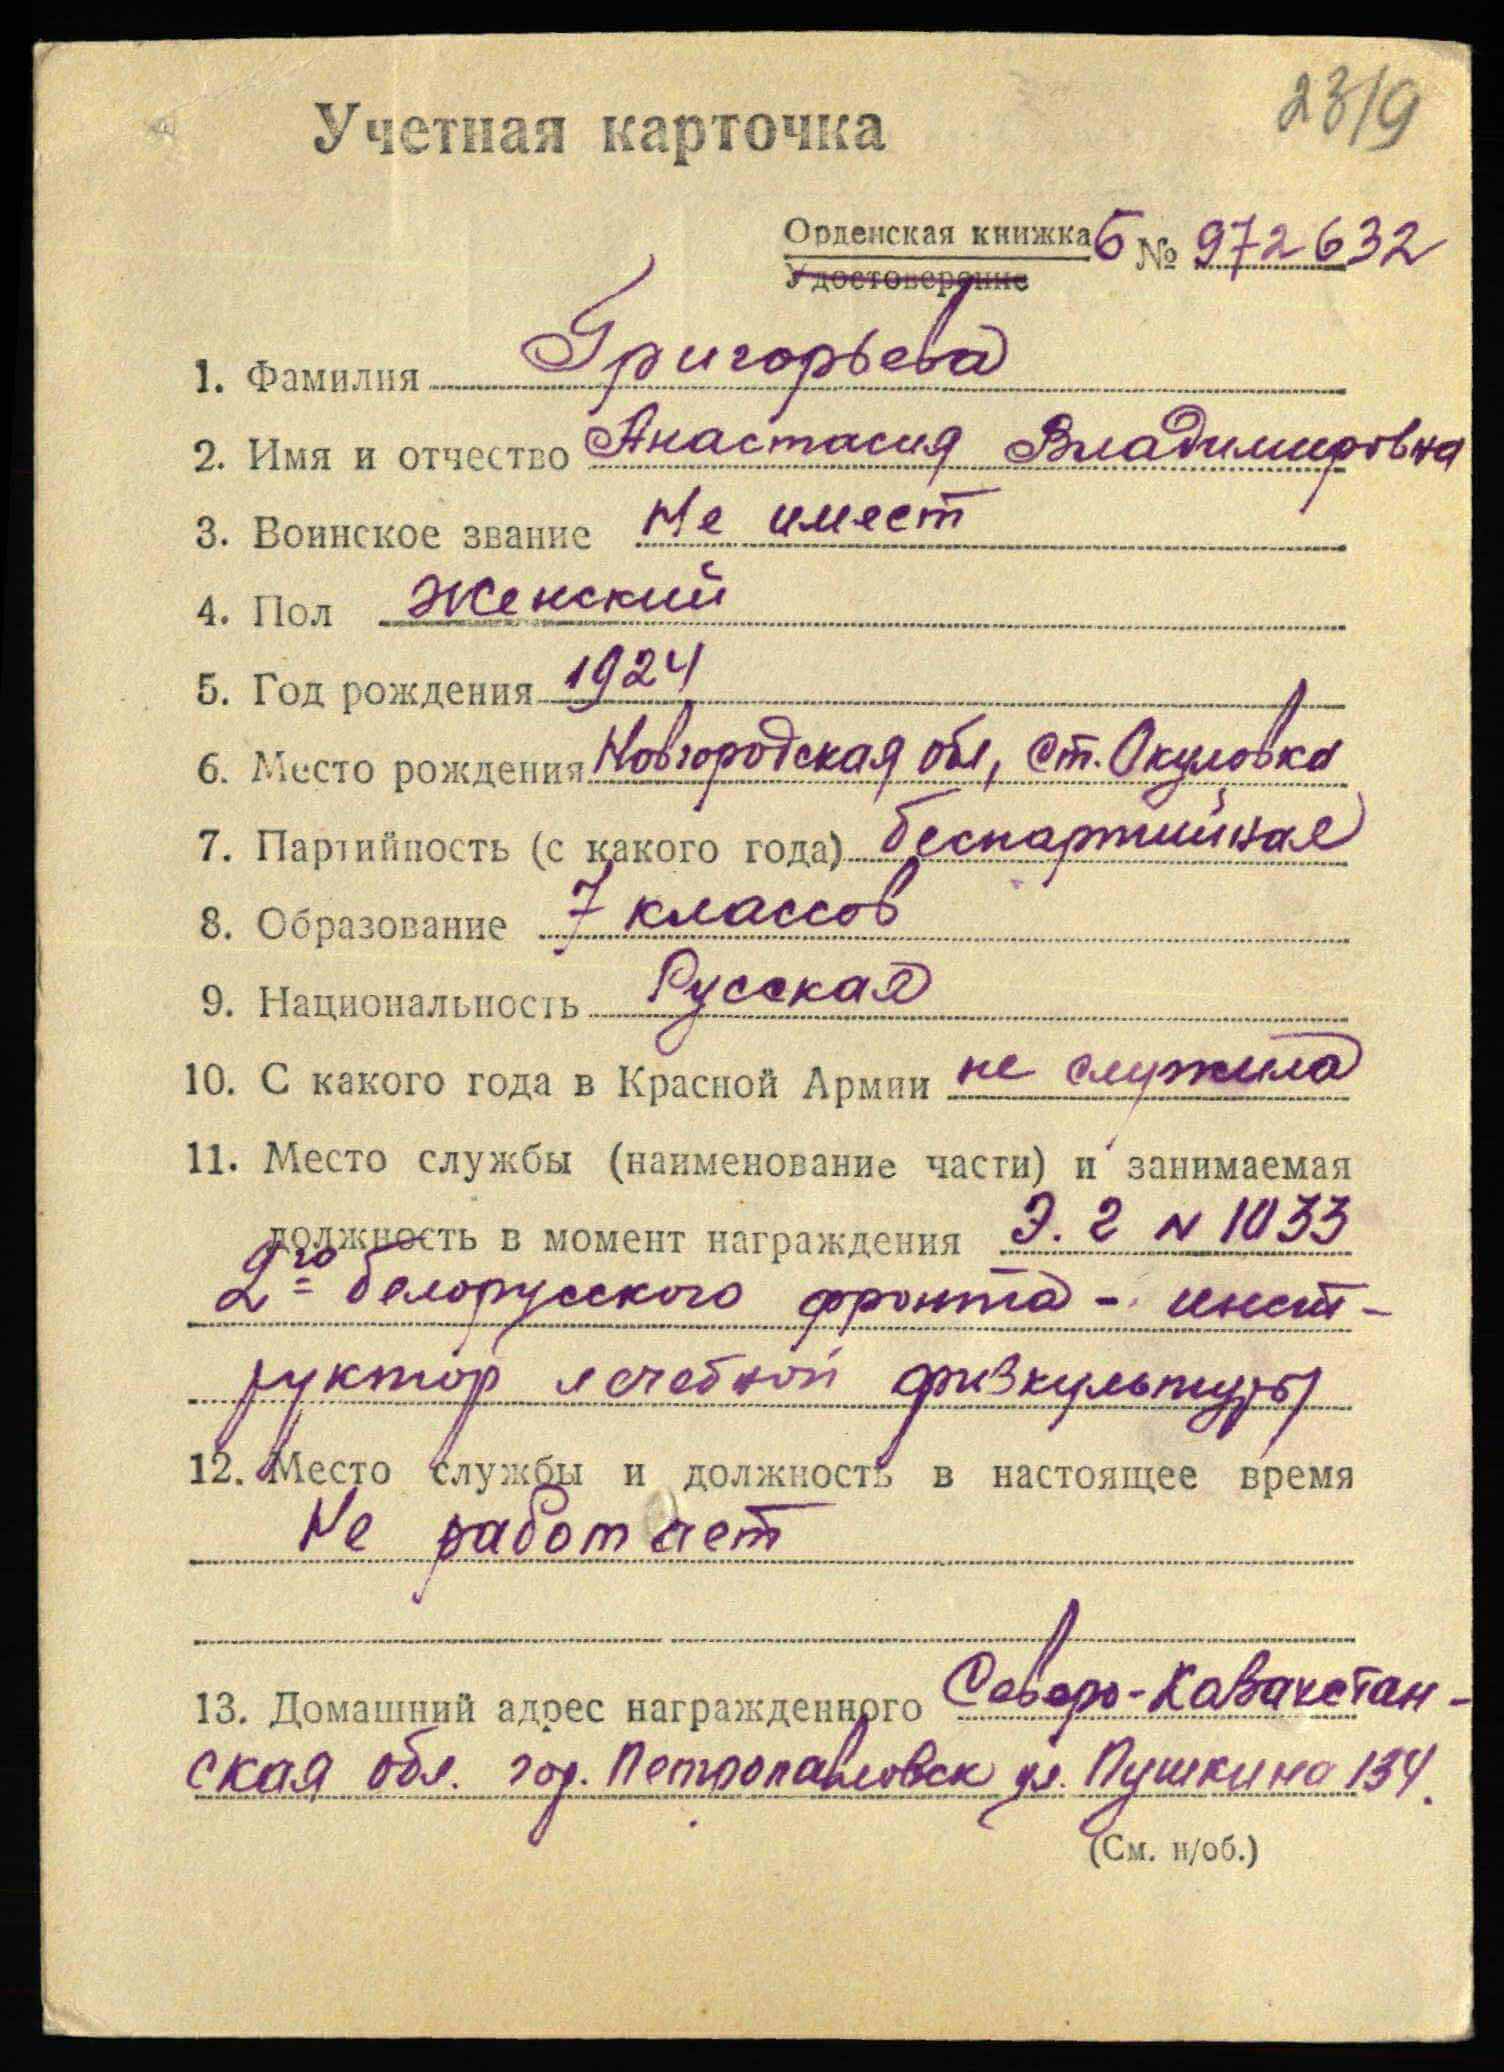 23/9
Учетная карточка
Орденская книжка Б № 972632
Удостоверение
1. Фамилия Григорьева
2. Имя и отчество Анастасия Владимировна
3. Воинское звание Не имеет
4. Пол Женский
5. Год рождения 1924
6. Место рождения Новгородская обл, ст. Окуловка
7. Партийность (с какого года) беспартийная
8. Образование 7 классов
9. Национальность Русская
10. С какого года в Красной Армии не служила
11. Место службы (наименование части) и занимаемая
должность в момент награждения Э. Г N 1033
2го белорусского фронта - инст-
руктор лечебной физкультуры
12. Место службы и должность в настоящее время
Не работает
13. Домашний адрес награжденного Северо-Казахстан-
ская обл. гор. Петропавловск ул. Пушкина 134.
(См. н/об.)